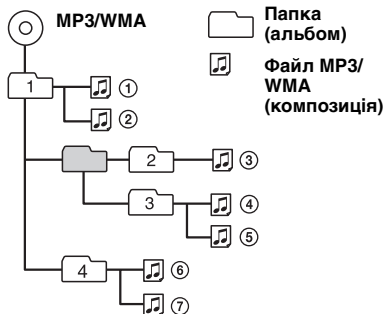 MP3/WMA
Папка
(альбом)
Файл MP3/
WMA
(композиція)
1
①
②
2
③
3
④
⑤
4
⑥
⑦